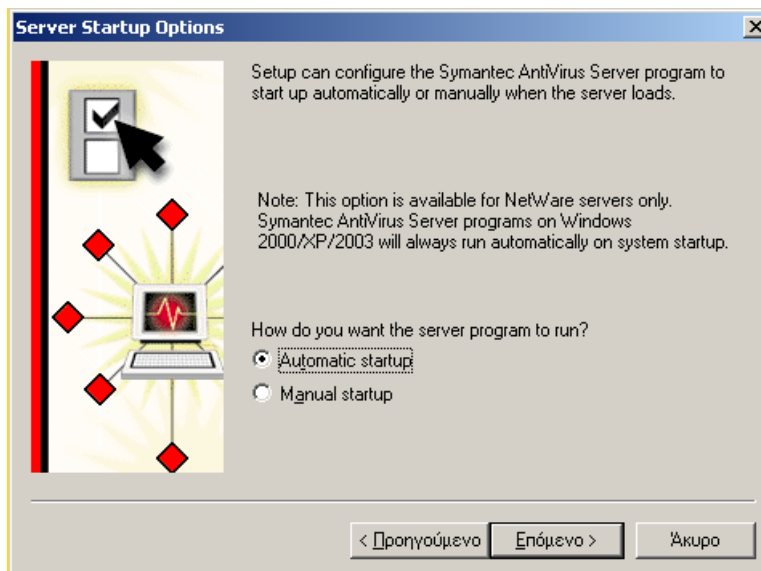 Server Startup Options
Setup can configure the Symantec AntiVirus Server program to
start up automatically or manually when the server loads.
Note: This option is available for NetWare servers only.
Symantec AntiVirus Server programs on Windows
2000/XP/2003 will always run automatically on system startup.
How do you want the server program to run?
Automatic startup
Manual startup
< Προηγούμενο Επόμενο > Άκυρο